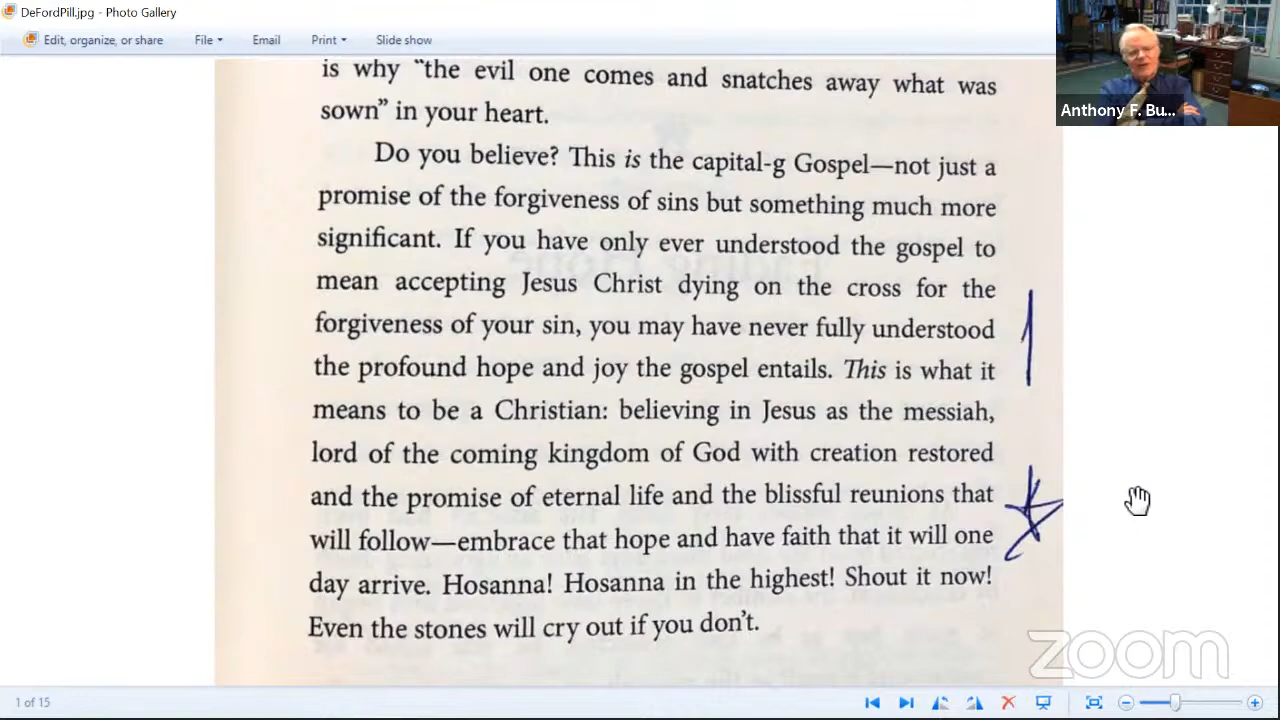 DeFordPill.jpg - Photo Gallery
Edit, organize, or share File Email Print Slide show
Anthony F. Bu...
is why “the evil one comes and snatches away what was
sown” in your heart.
Do you believe? This is the capital-g Gospel—not just a
promise of the forgiveness of sins but something much more
significant. If you have only ever understood the gospel to
mean accepting Jesus Christ dying on the cross for the
forgiveness of your sin, you may have never fully understood
the profound hope and joy the gospel entails. This is what it
means to be a Christian: believing in Jesus as the messiah,
lord of the coming kingdom of God with creation restored
and the promise of eternal life and the blissful reunions that
will follow—embrace that hope and have faith that it will one
day arrive. Hosanna! Hosanna in the highest! Shout it now!
Even the stones will cry out if you don’t.
zoom
1 of 15